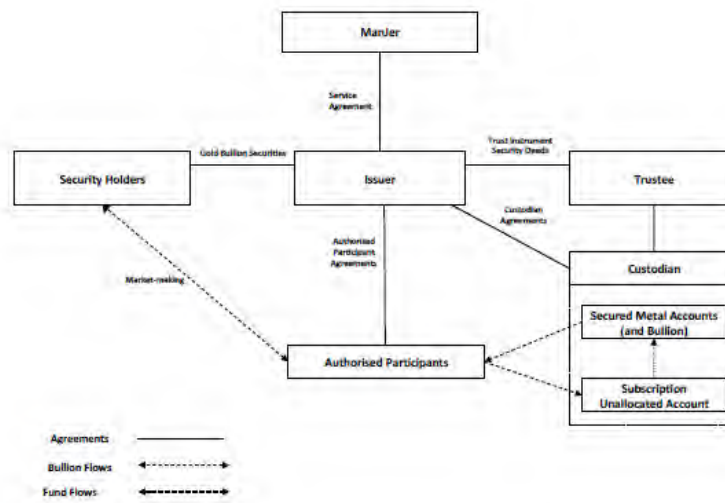 ManJer
Service
Agreement
Gold Bullion Securities
Trust Instrument
Security Deeds
Security Holders
Issuer
Trustee
Custodian
Agreements
Authorised
Participant
Agreements
Custodian
Market-making
Secured Metal Accounts
(and Bullion)
Authorised Participants
Subscription
Unallocated Account
Agreements
Bullion Flows
Fund Flows